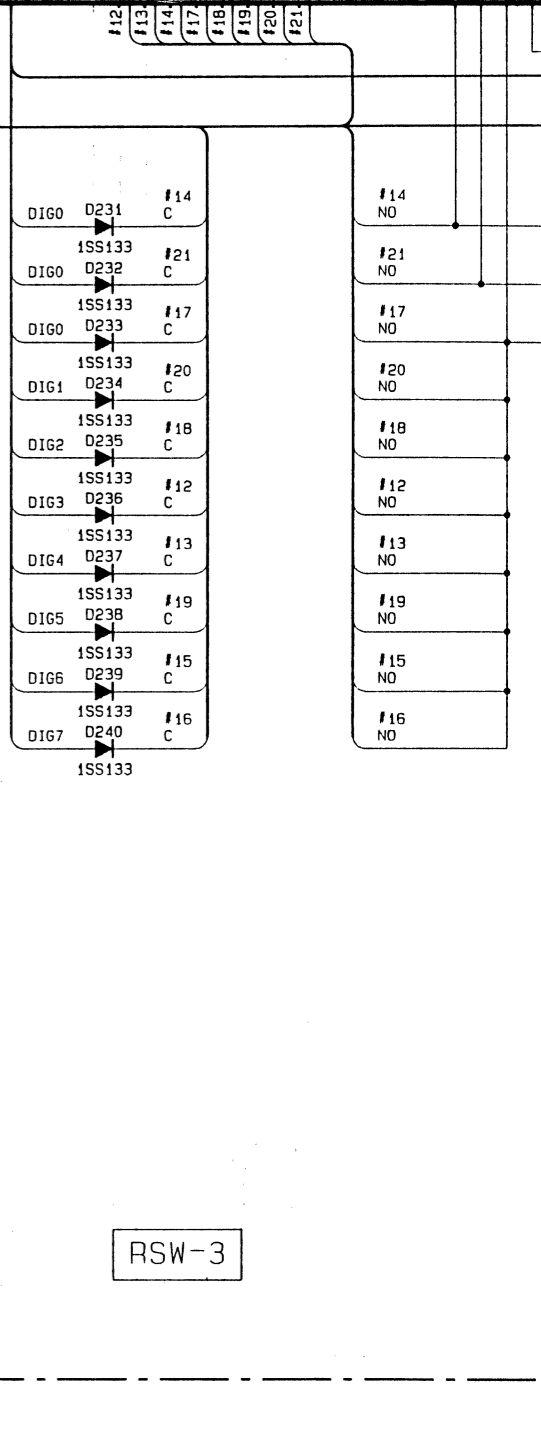 #12.
#13.
#14.
#17.
#18.
#19.
#20.
#21.
DIG0 D231 #14 C
1SS133
#14 NO
DIG0 D232 #21 C
1SS133
#21 NO
DIG0 D233 #17 C
1SS133
#17 NO
DIG1 D234 #20 C
1SS133
#20 NO
DIG2 D235 #18 C
1SS133
#18 NO
DIG3 D236 #12 C
1SS133
#12 NO
DIG4 D237 #13 C
1SS133
#13 NO
DIG5 D238 #19 C
1SS133
#19 NO
DIG6 D239 #15 C
1SS133
#15 NO
DIG7 D240 #16 C
1SS133
#16 NO
RSW-3